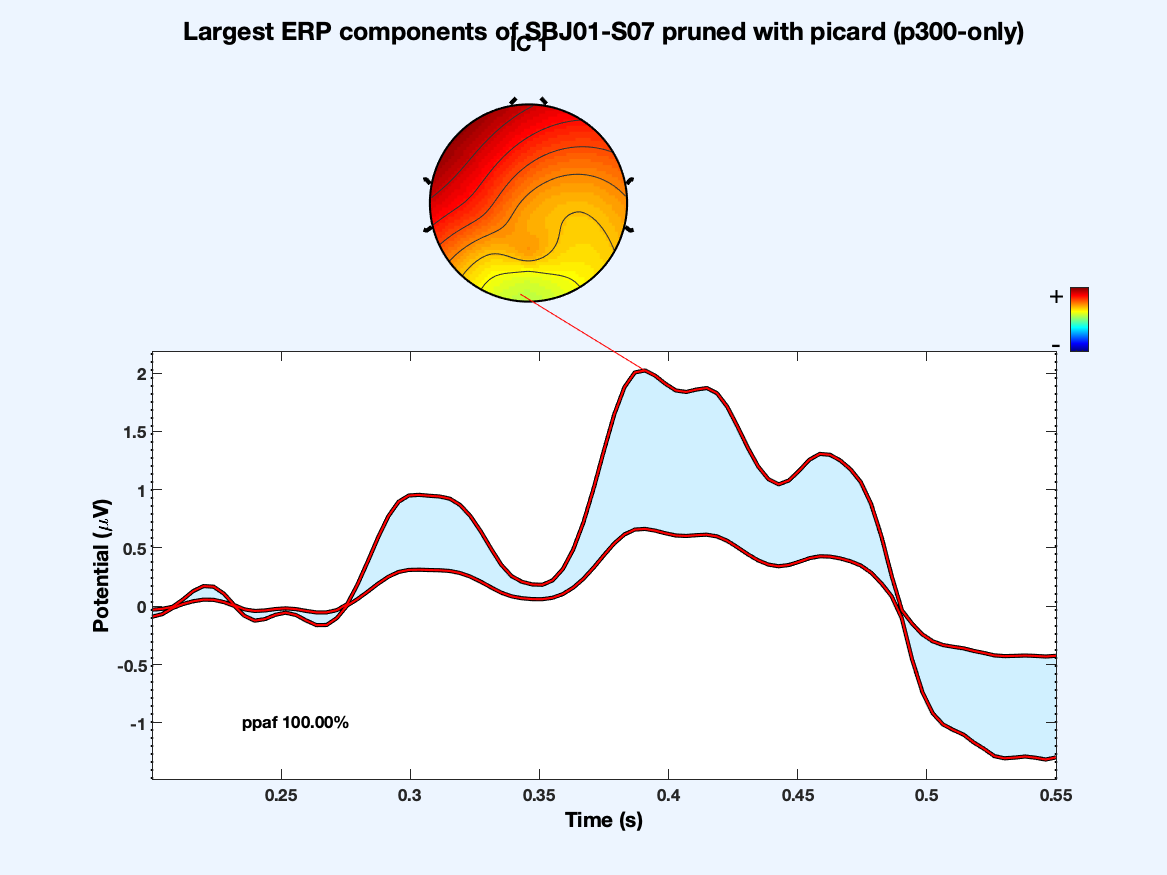 Largest ERP components of SBJ01-S07 pruned with picard (p300-only)
IC 1
+
-
2
1.5
1
0.5
0
-0.5
-1
Potential (μV)
ppaf 100.00%
0.25 0.3 0.35 0.4 0.45 0.5 0.55
Time (s)